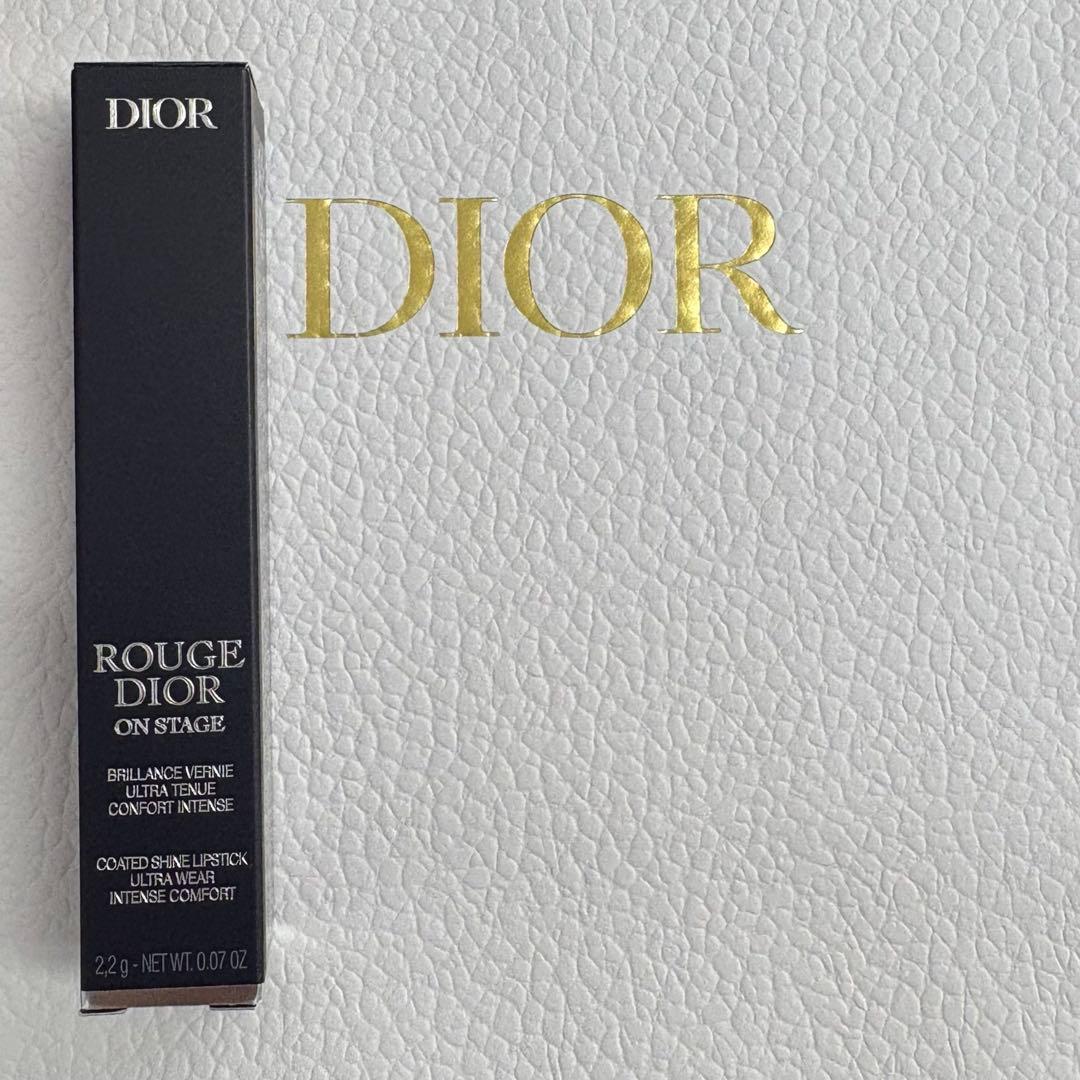 DIOR
DIOR
ROUGE
DIOR
ON STAGE
BRILLANCE VERNIE
ULTRA TENUE
CONFORT INTENSE
COATED SHINE LIPSTICK
ULTRA WEAR
INTENSE COMFORT
2,2 g - NET WT. 0.07 OZ